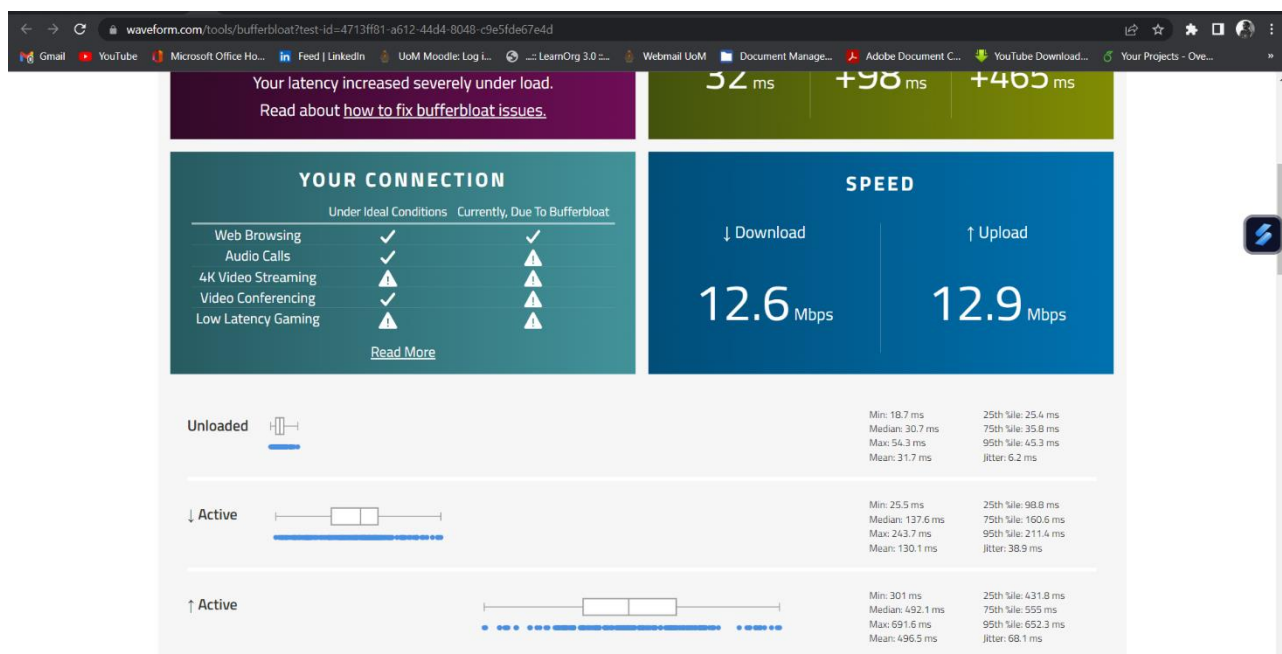 waveform.com/tools/bufferbloat?test-id=4713ff81-a612-44d4-8048-c9e5fde67e4d
Gmail YouTube Microsoft Office Ho... Feed | LinkedIn UoM Moodle: Log i... ..:: LearnOrg 3.0 ::... Webmail UoM Document Manage... Adobe Document C... YouTube Download... Your Projects - Ove... »
Your latency increased severely under load.
Read about how to fix bufferbloat issues.
32 ms +98 ms +465 ms
YOUR CONNECTION
Under Ideal Conditions Currently, Due To Bufferbloat
Web Browsing
Audio Calls
4K Video Streaming
Video Conferencing
Low Latency Gaming
Read More
SPEED
↓ Download ↑ Upload
12.6 Mbps 12.9 Mbps
Unloaded
Min: 18.7 ms 25th %ile: 25.4 ms
Median: 30.7 ms 75th %ile: 35.8 ms
Max: 54.3 ms 95th %ile: 45.3 ms
Mean: 31.7 ms Jitter: 6.2 ms
↓ Active
Min: 25.5 ms 25th %ile: 98.8 ms
Median: 137.6 ms 75th %ile: 160.6 ms
Max: 243.7 ms 95th %ile: 211.4 ms
Mean: 130.1 ms Jitter: 38.9 ms
↑ Active
Min: 301 ms 25th %ile: 431.8 ms
Median: 492.1 ms 75th %ile: 555 ms
Max: 691.6 ms 95th %ile: 652.3 ms
Mean: 496.5 ms Jitter: 68.1 ms